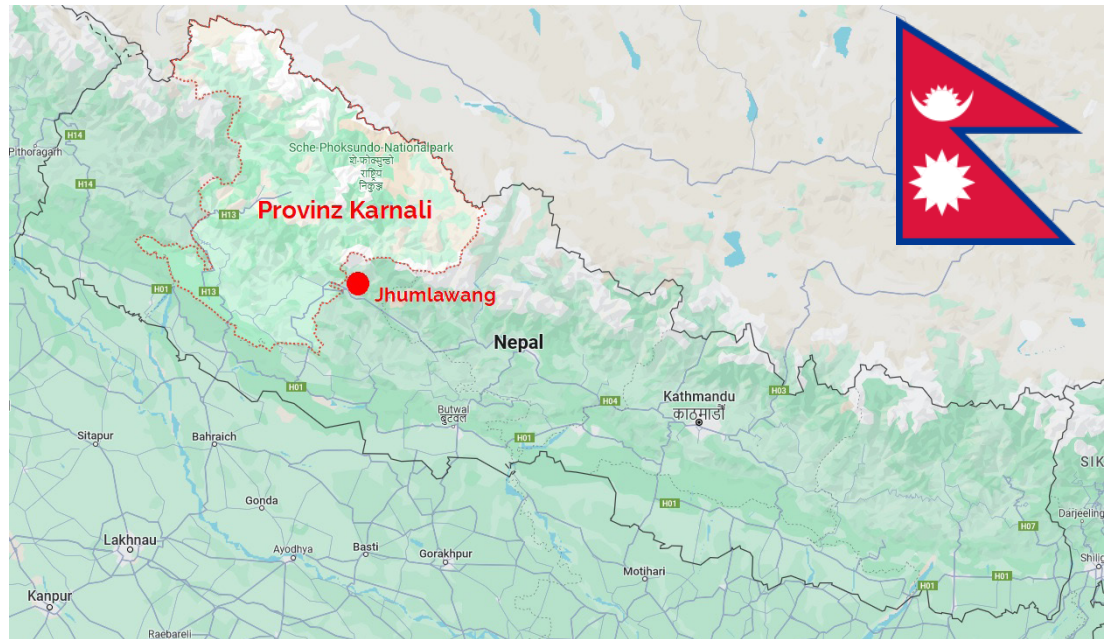 H14
Pithoragarh
H14
Sche-Phoksundo-Nationalpark
शे-फोक्सुन्डो
राष्ट्रिय
निकुञ्ज
H13
Provinz Karnali
H01
H13
Jhumlawang
Nepal
H03
H01
H04
Kathmandu
काठमाडौँ
Butwal
बुटवल
H01
Sitapur
Bahraich
SIK
Gonda
H01
Darjeeling
H07
Lakhnau
Ayodhya
Basti
Gorakhpur
Shilig
Motihari
H01
H01
Kanpur
Raebareli